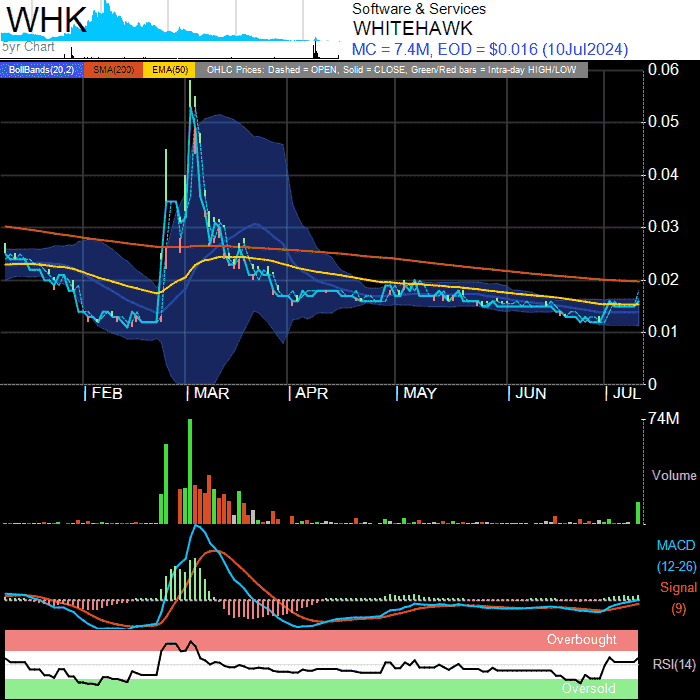 WHK
5yr Chart
Software & Services
WHITEHAWK
MC = 7.4M, EOD = $0.016 (10Jul2024)
BollBands(20,2) SMA(200) EMA(50) OHLC Prices: Dashed = OPEN, Solid = CLOSE, Green/Red bars = Intra-day HIGH/LOW
0.06
0.05
0.04
0.03
0.02
0.01
0
| FEB | MAR | APR | MAY | JUN | JUL
74M
Volume
MACD
(12-26)
Signal
(9)
Overbought
RSI(14)
Oversold